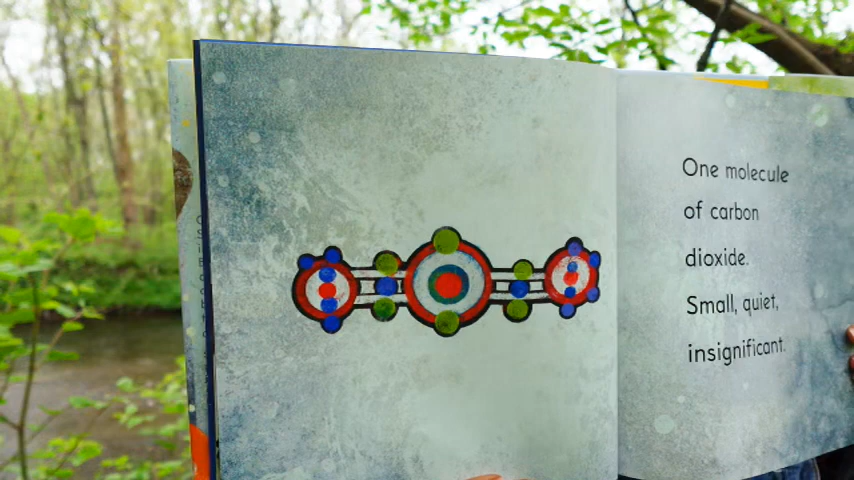 One molecule
of carbon
dioxide.
Small, quiet,
insignificant.